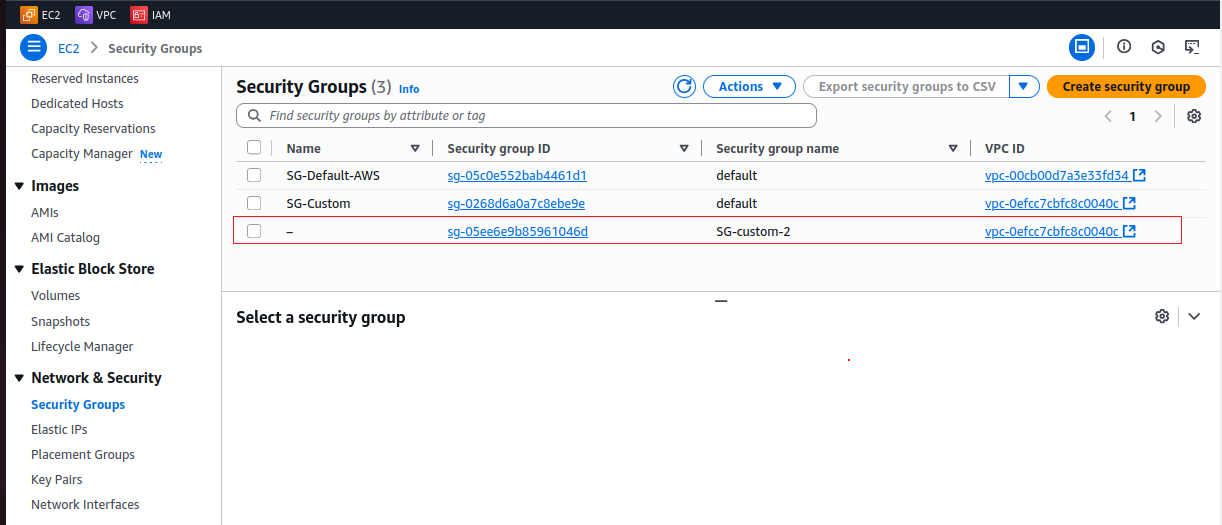 EC2 VPC IAM
EC2 > Security Groups
Reserved Instances
Dedicated Hosts
Capacity Reservations
Capacity Manager New
Images
AMIs
AMI Catalog
Elastic Block Store
Volumes
Snapshots
Lifecycle Manager
Network & Security
Security Groups
Elastic IPs
Placement Groups
Key Pairs
Network Interfaces
Security Groups (3) Info
Actions
Export security groups to CSV
Create security group
Find security groups by attribute or tag
1
Name Security group ID Security group name VPC ID
SG-Default-AWS sg-05c0e552bab4461d1 default vpc-00cb00d7a3e33fd34
SG-Custom sg-0268d6a0a7c8ebe9e default vpc-0efcc7cbfc8c0040c
– sg-05ee6e9b85961046d SG-custom-2 vpc-0efcc7cbfc8c0040c
Select a security group